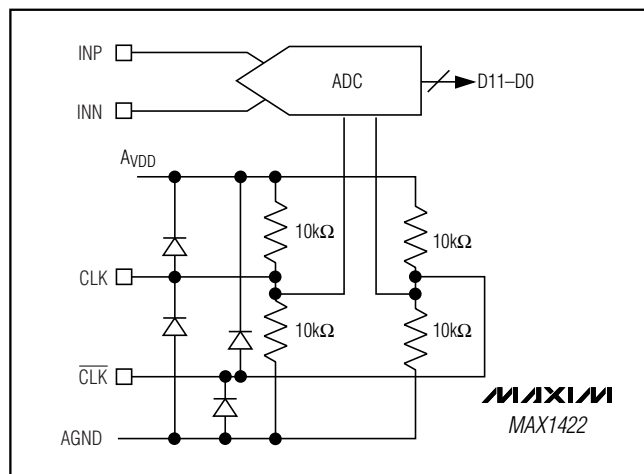 INP
ADC
D11–D0
INN
AVDD
10kΩ
10kΩ
CLK
10kΩ
10kΩ
CLK
MAXIM
MAX1422
AGND